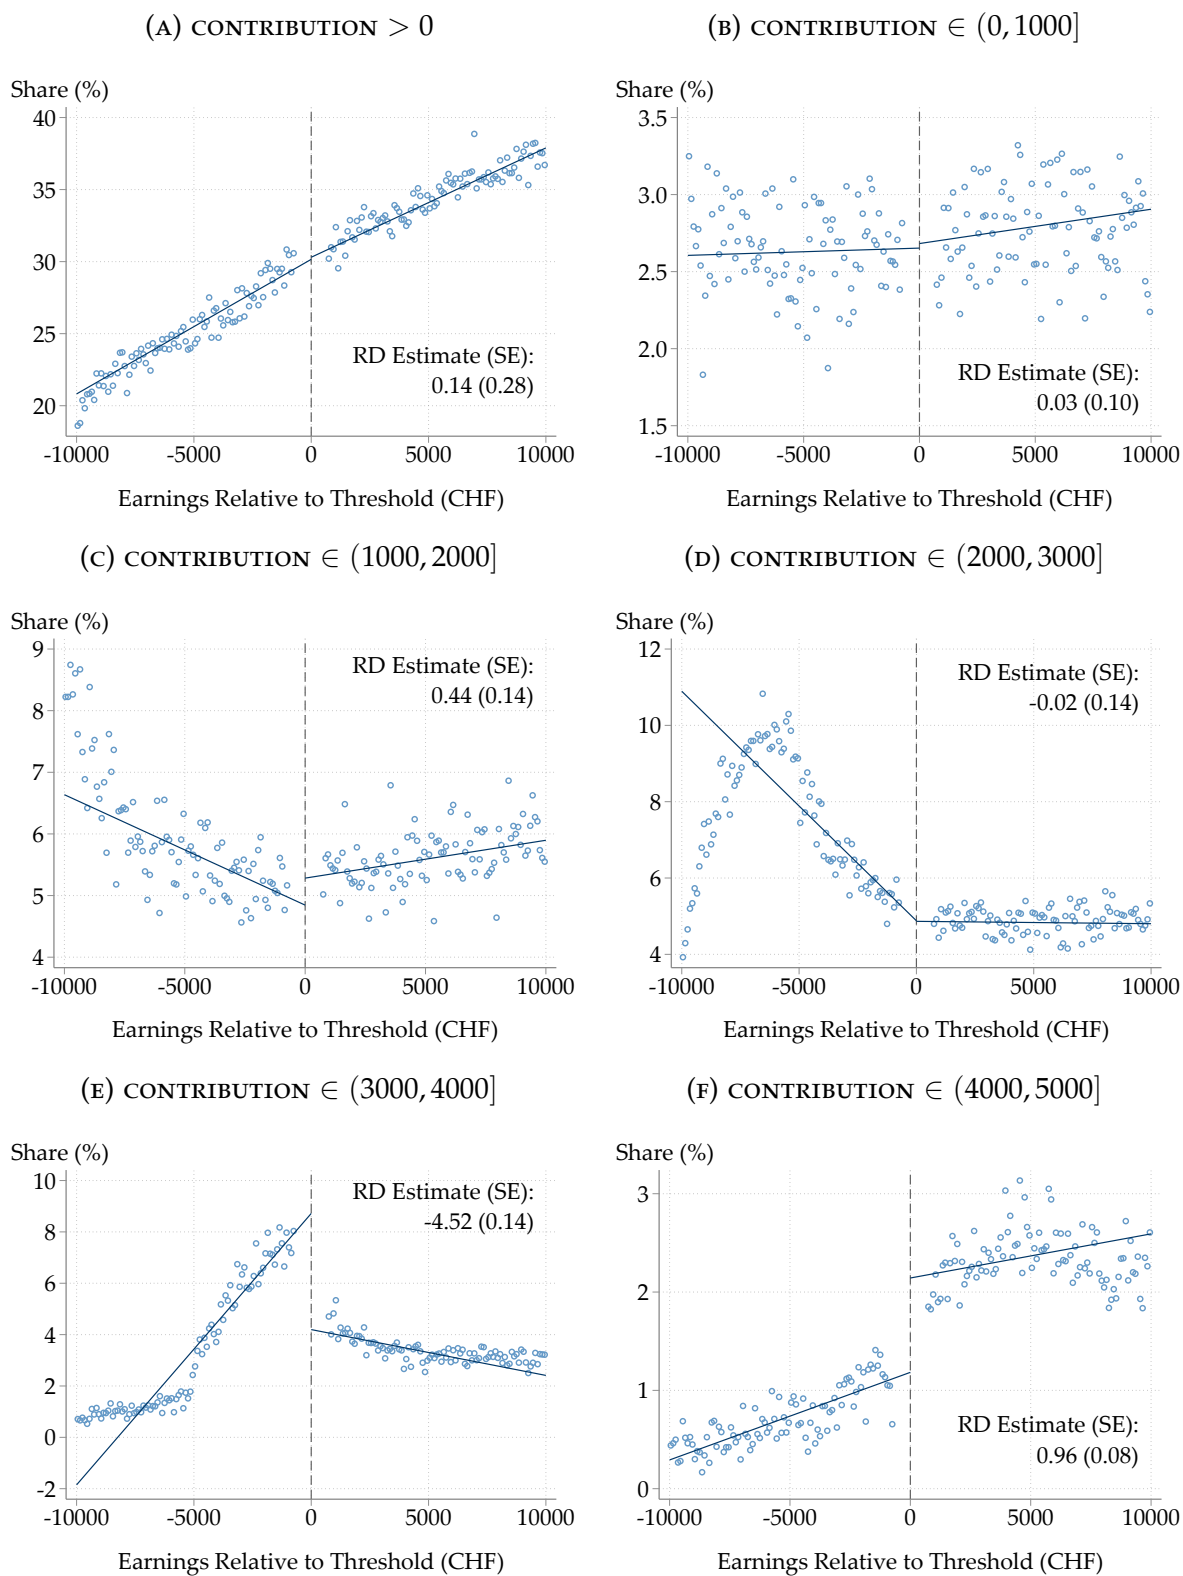 (A) CONTRIBUTION > 0
Share (%)
40
35
30
25
20
-10000 -5000 0 5000 10000
Earnings Relative to Threshold (CHF)
RD Estimate (SE):
0.14 (0.28)
(B) CONTRIBUTION ∈ (0, 1000]
Share (%)
3.5
3.0
2.5
2.0
1.5
-10000 -5000 0 5000 10000
Earnings Relative to Threshold (CHF)
RD Estimate (SE):
0.03 (0.10)
(C) CONTRIBUTION ∈ (1000, 2000]
Share (%)
9
8
7
6
5
4
-10000 -5000 0 5000 10000
Earnings Relative to Threshold (CHF)
RD Estimate (SE):
0.44 (0.14)
(D) CONTRIBUTION ∈ (2000, 3000]
Share (%)
12
10
8
6
4
-10000 -5000 0 5000 10000
Earnings Relative to Threshold (CHF)
RD Estimate (SE):
-0.02 (0.14)
(E) CONTRIBUTION ∈ (3000, 4000]
Share (%)
10
8
6
4
2
0
-2
-10000 -5000 0 5000 10000
Earnings Relative to Threshold (CHF)
RD Estimate (SE):
-4.52 (0.14)
(F) CONTRIBUTION ∈ (4000, 5000]
Share (%)
3
2
1
0
-10000 -5000 0 5000 10000
Earnings Relative to Threshold (CHF)
RD Estimate (SE):
0.96 (0.08)